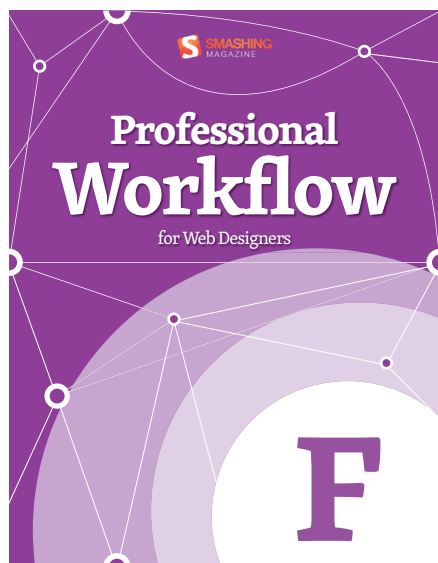 S SMASHING
MAGAZINE
Professional
Workflow
for Web Designers
F